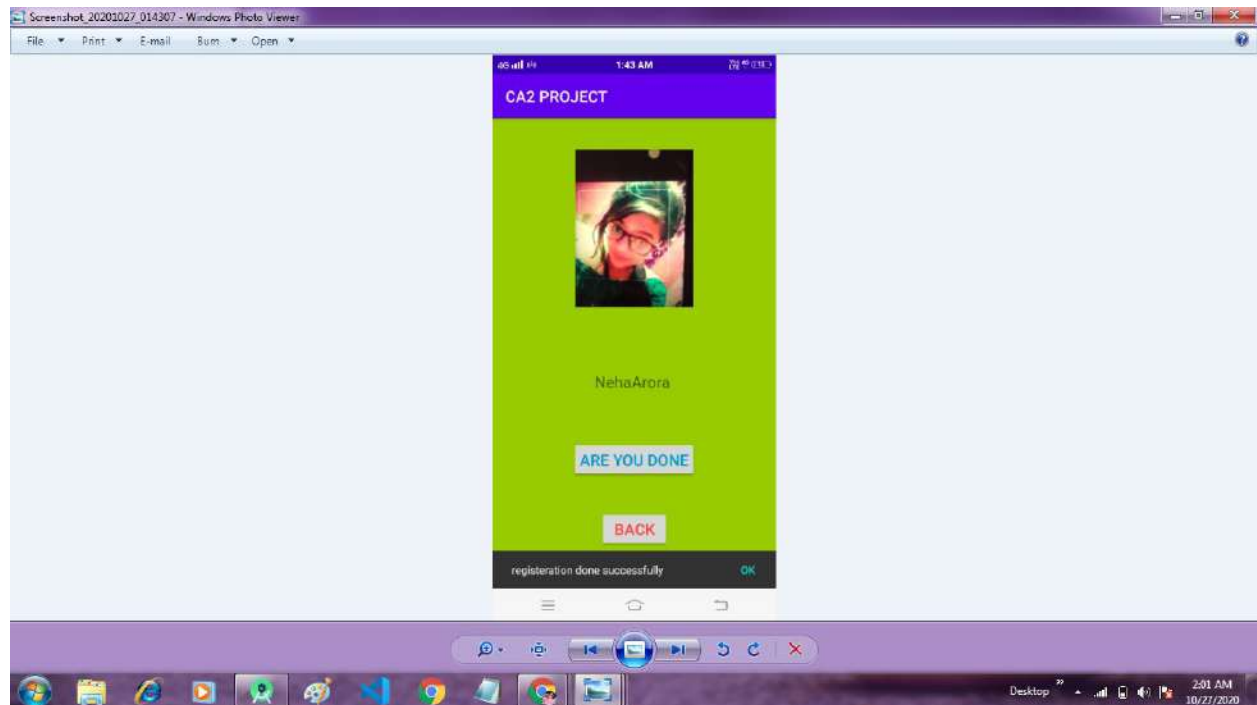 Screenshot_20201027_014307 - Windows Photo Viewer
File Print E-mail Burn Open
1:43 AM
CA2 PROJECT
NehaArora
ARE YOU DONE
BACK
registeration done successfully OK
Desktop
2:01 AM
10/27/2020